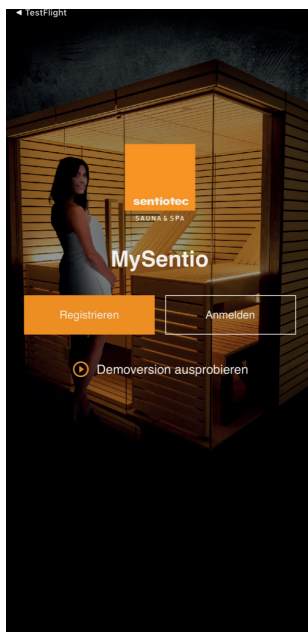 ◀ TestFlight
sentiotec
SAUNA & SPA
MySentio
Registrieren
Anmelden
Demoversion ausprobieren